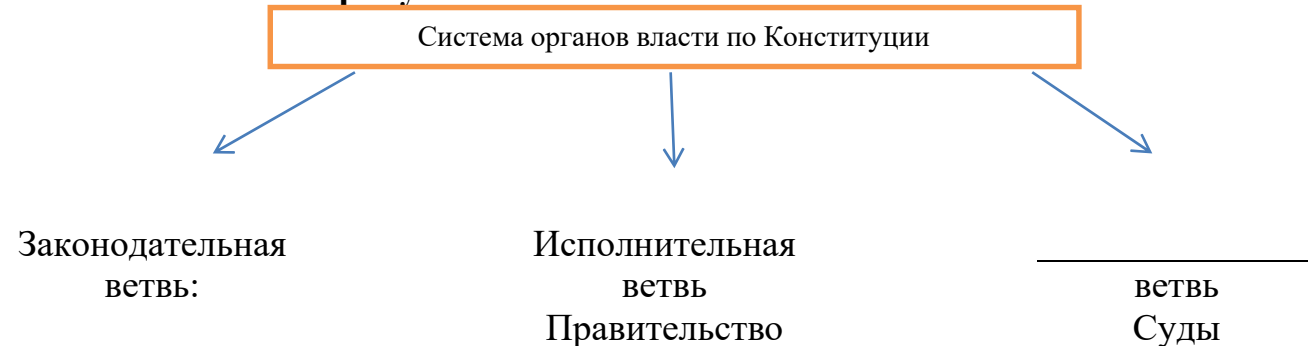 Система органов власти по Конституции
Законодательная
ветвь:
Исполнительная
ветвь
Правительство
ветвь
Суды